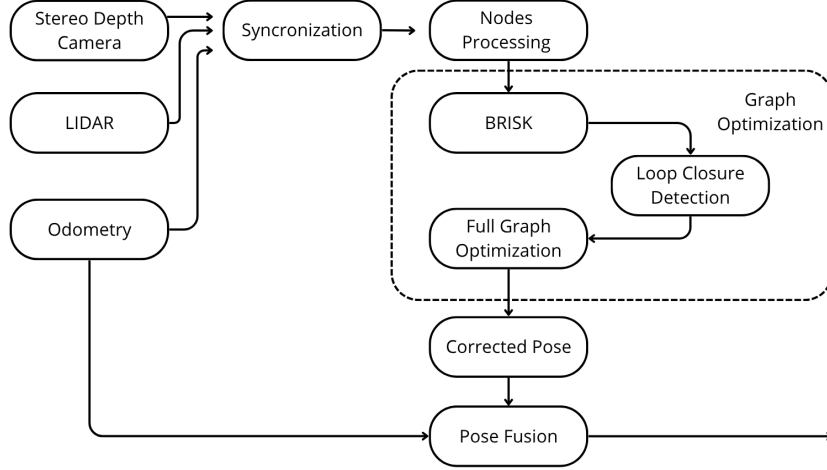 Stereo Depth
Camera
Syncronization
Nodes
Processing
LIDAR
BRISK
Graph
Optimization
Loop Closure
Detection
Odometry
Full Graph
Optimization
Corrected Pose
Pose Fusion